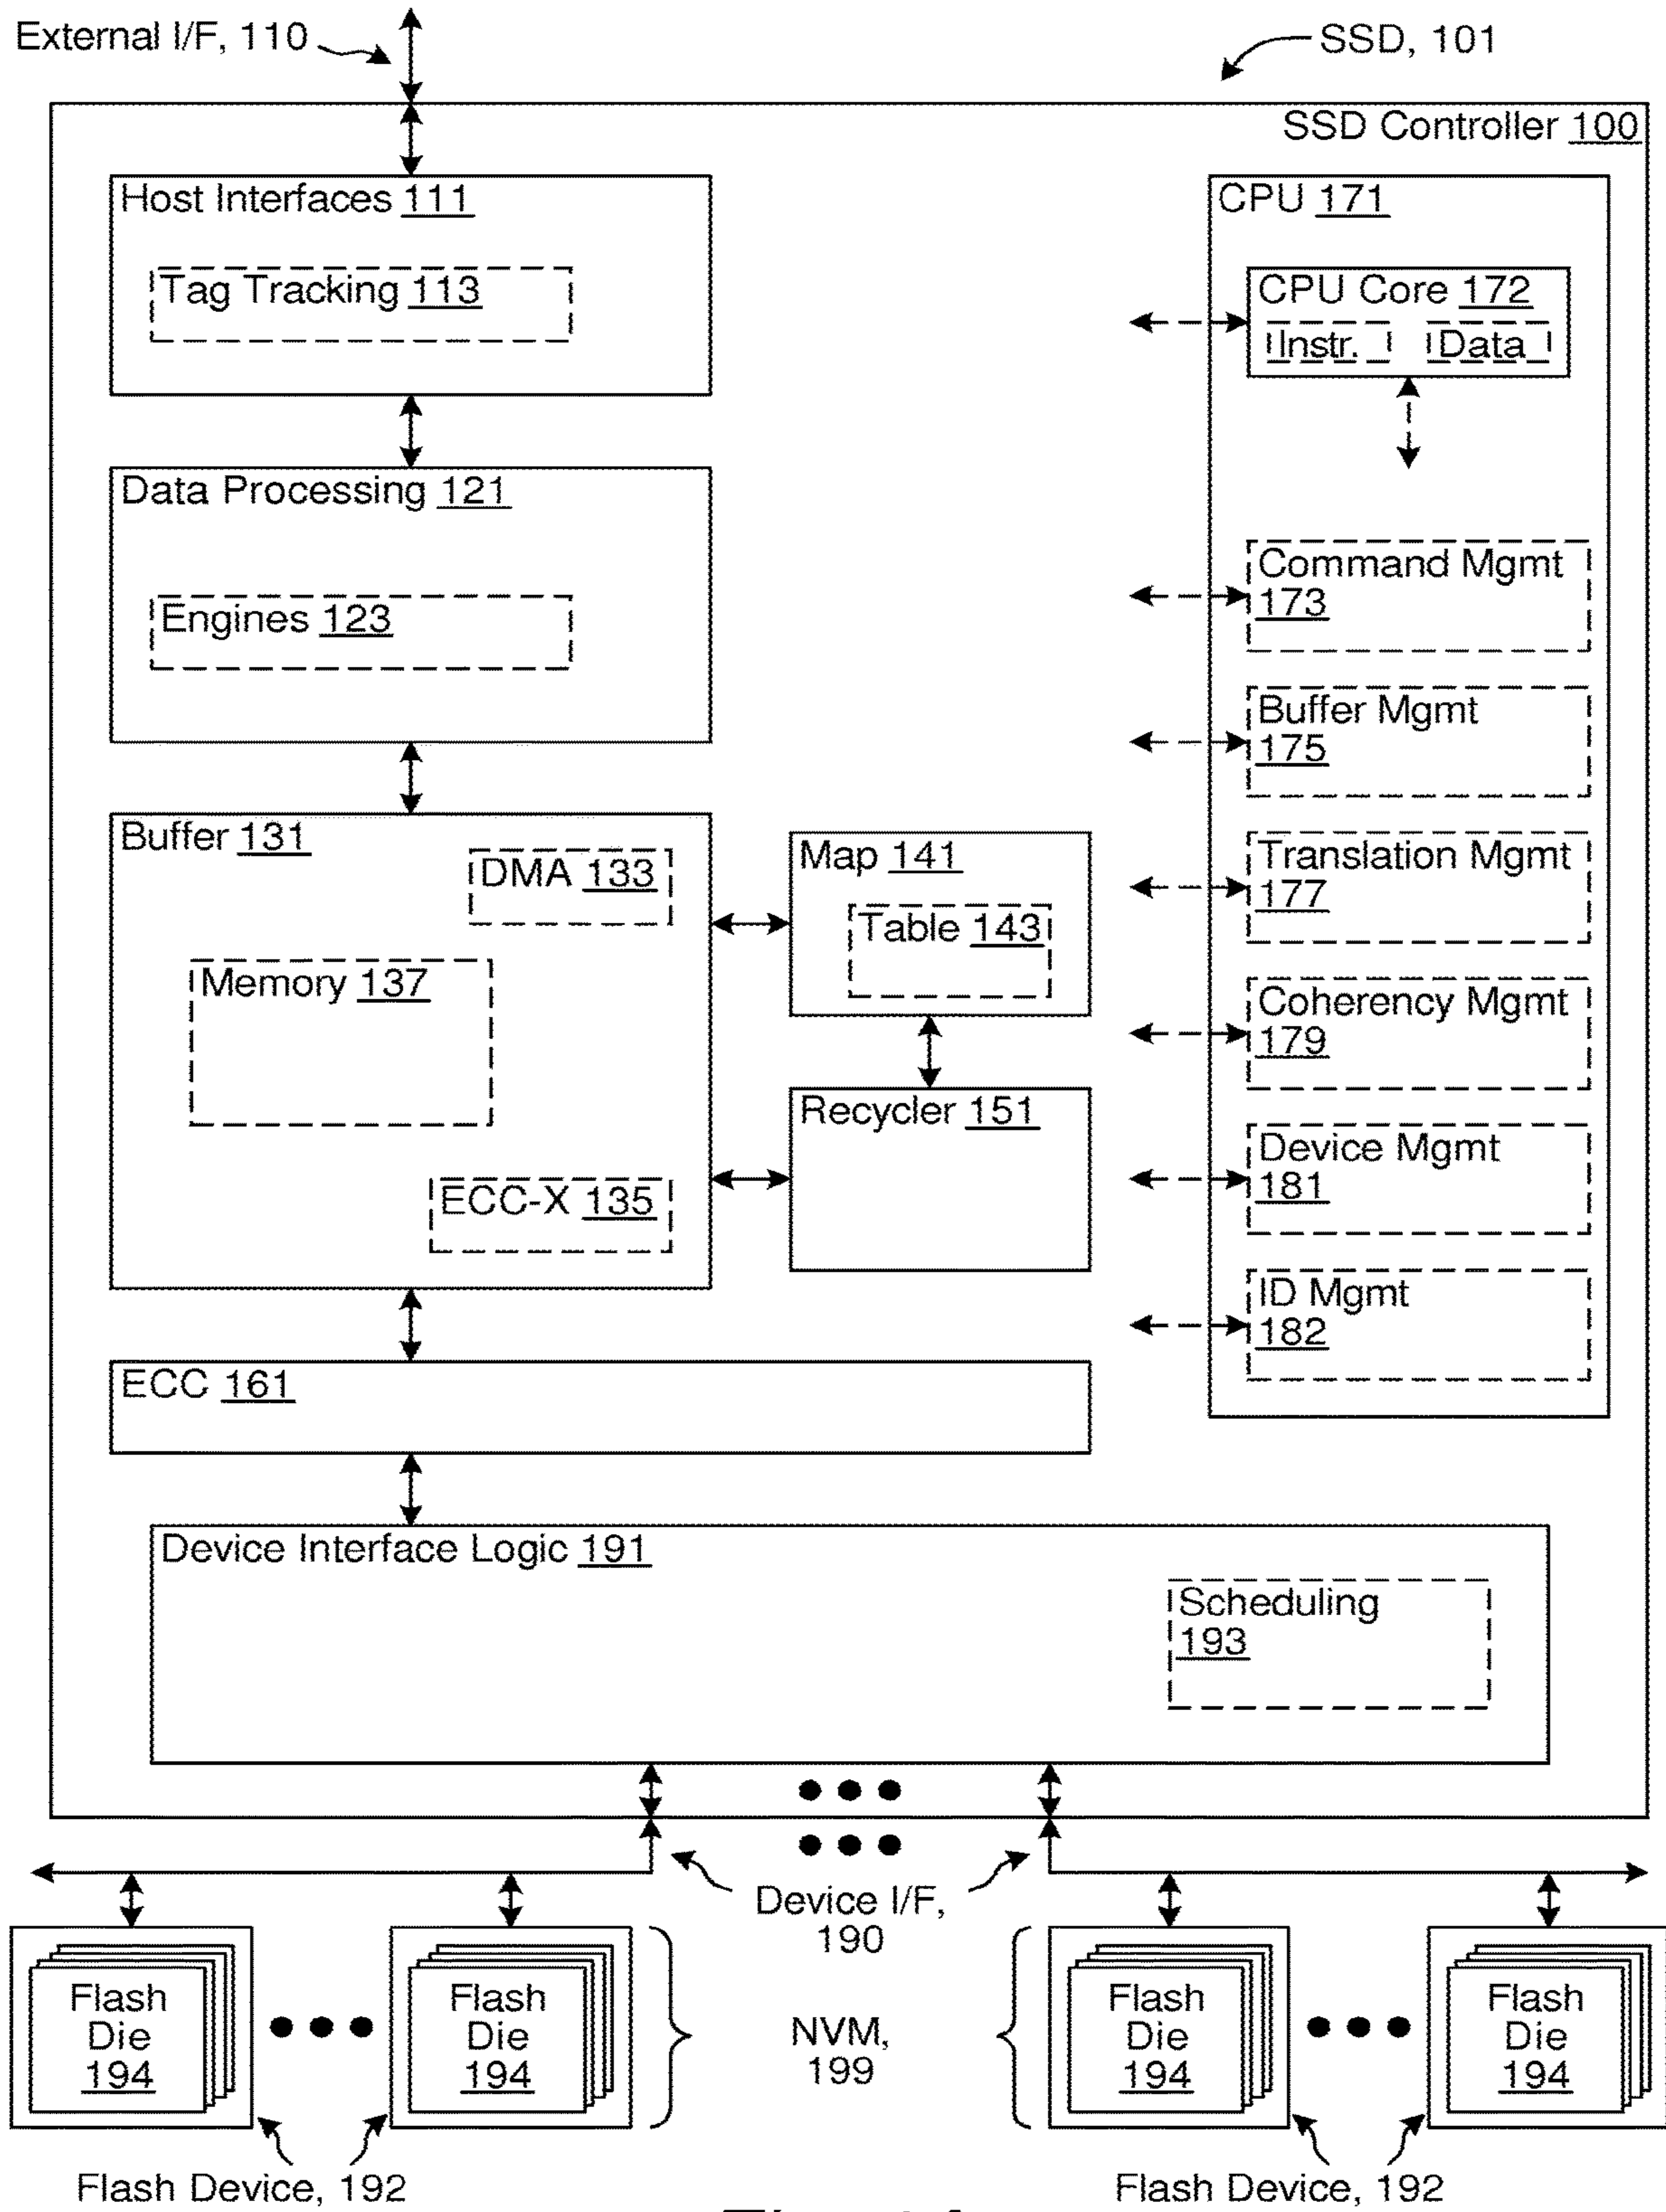 External I/F, 110
SSD, 101
SSD Controller 100
Host Interfaces 111
Tag Tracking 113
Data Processing 121
Engines 123
Buffer 131
DMA 133
Memory 137
ECC-X 135
Map 141
Table 143
Recycler 151
ECC 161
CPU 171
CPU Core 172
Instr.
Data
Command Mgmt
173
Buffer Mgmt
175
Translation Mgmt
177
Coherency Mgmt
179
Device Mgmt
181
ID Mgmt
182
Device Interface Logic 191
Scheduling
193
Device I/F,
190
Flash
Die
194
Flash
Die
194
NVM,
199
Flash
Die
194
Flash
Die
194
Flash Device, 192
Flash Device, 192